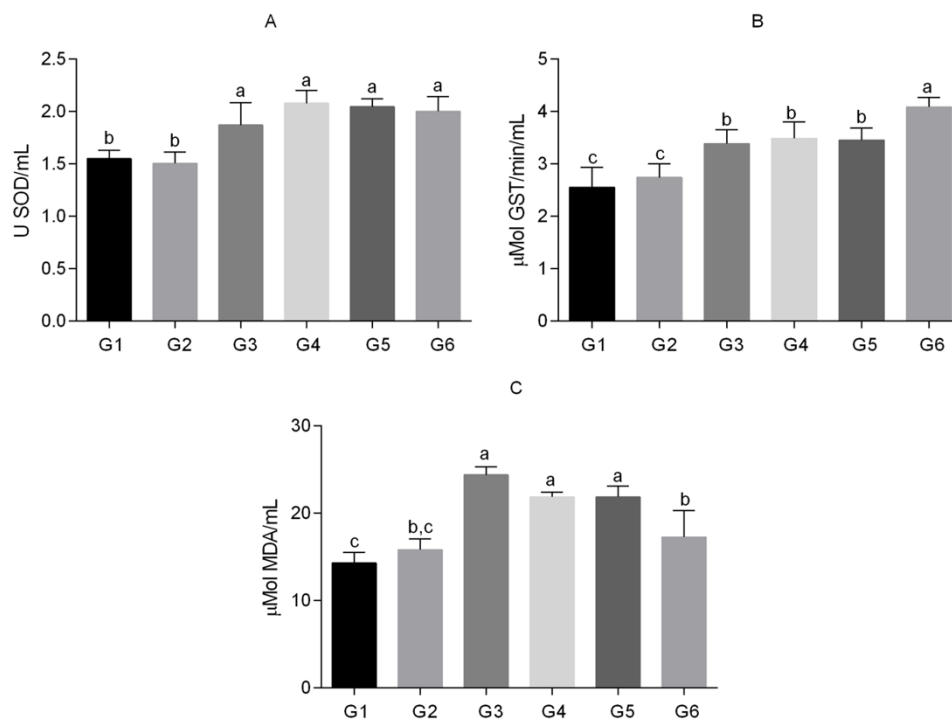 A
U SOD/mL
2.5
2.0
1.5
1.0
0.5
0.0
b
b
a
a
a
a
G1
G2
G3
G4
G5
G6
B
µMol GST/min/mL
5
4
3
2
1
0
c
c
b
b
b
a
G1
G2
G3
G4
G5
G6
C
µMol MDA/mL
30
20
10
0
c
b,c
a
a
a
b
G1
G2
G3
G4
G5
G6